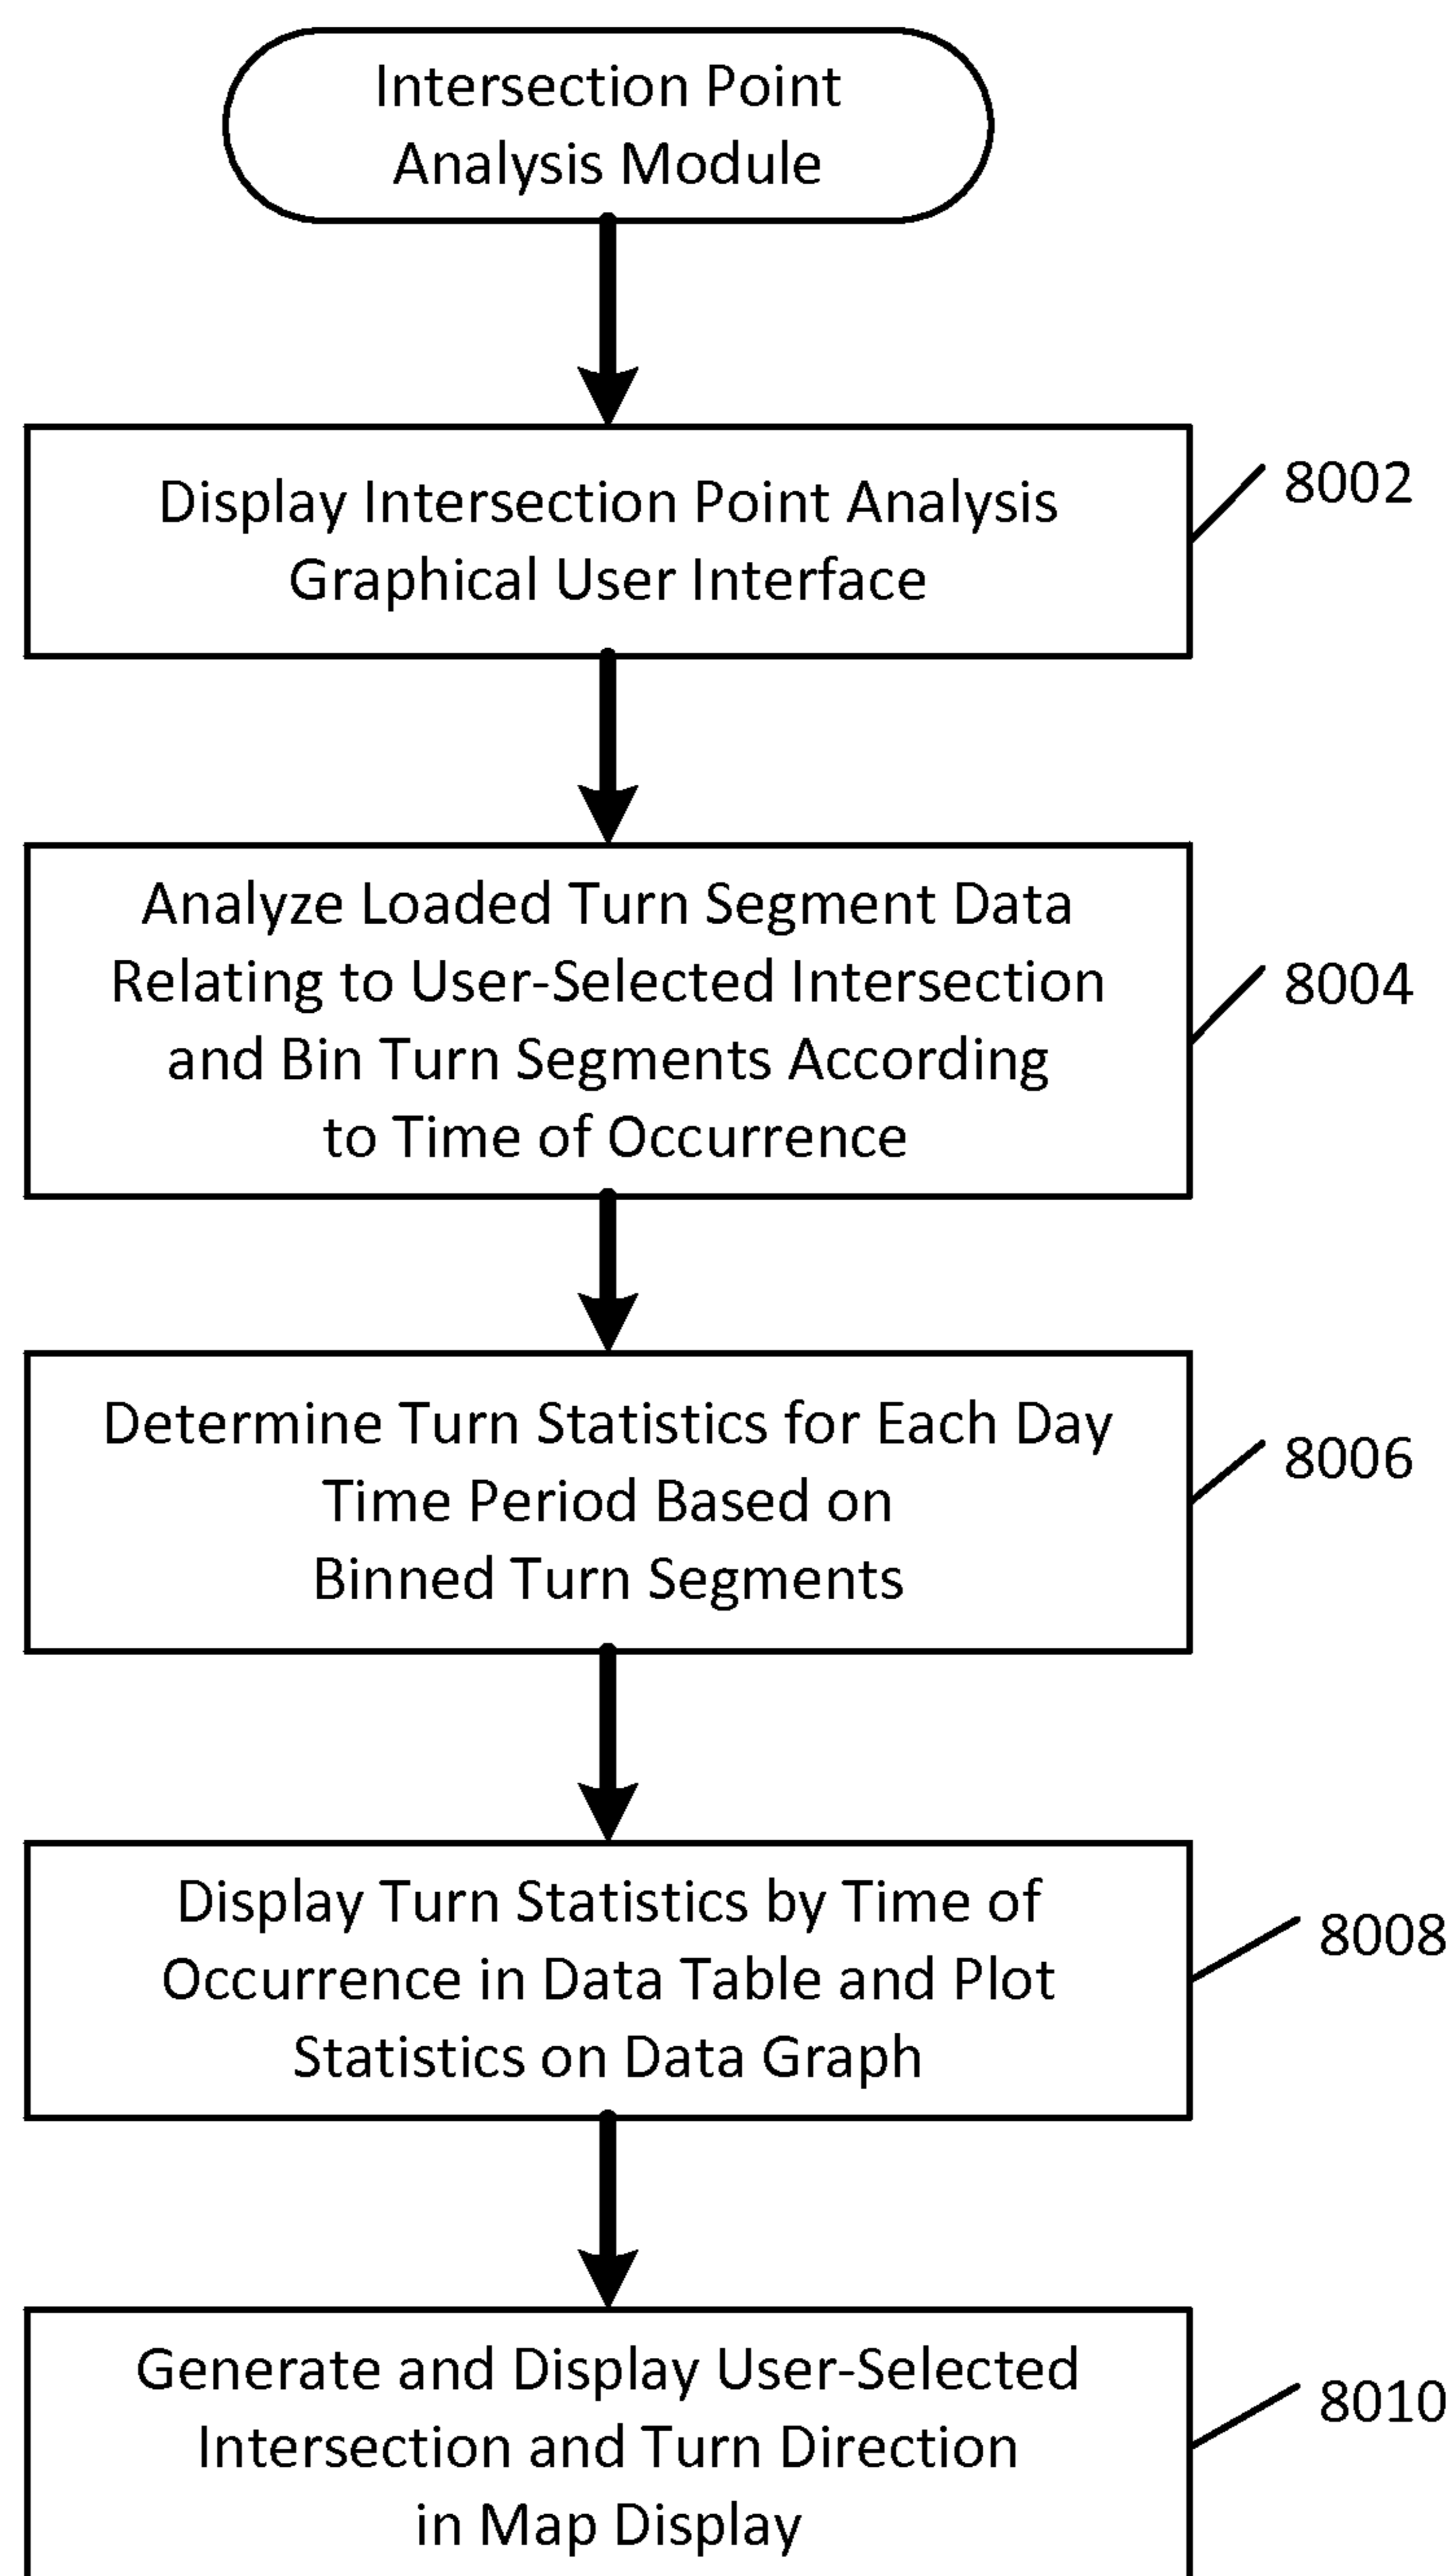 Intersection Point
Analysis Module
Display Intersection Point Analysis
Graphical User Interface
8002
Analyze Loaded Turn Segment Data
Relating to User-Selected Intersection
and Bin Turn Segments According
to Time of Occurrence
8004
Determine Turn Statistics for Each Day
Time Period Based on
Binned Turn Segments
8006
Display Turn Statistics by Time of
Occurrence in Data Table and Plot
Statistics on Data Graph
8008
Generate and Display User-Selected
Intersection and Turn Direction
in Map Display
8010